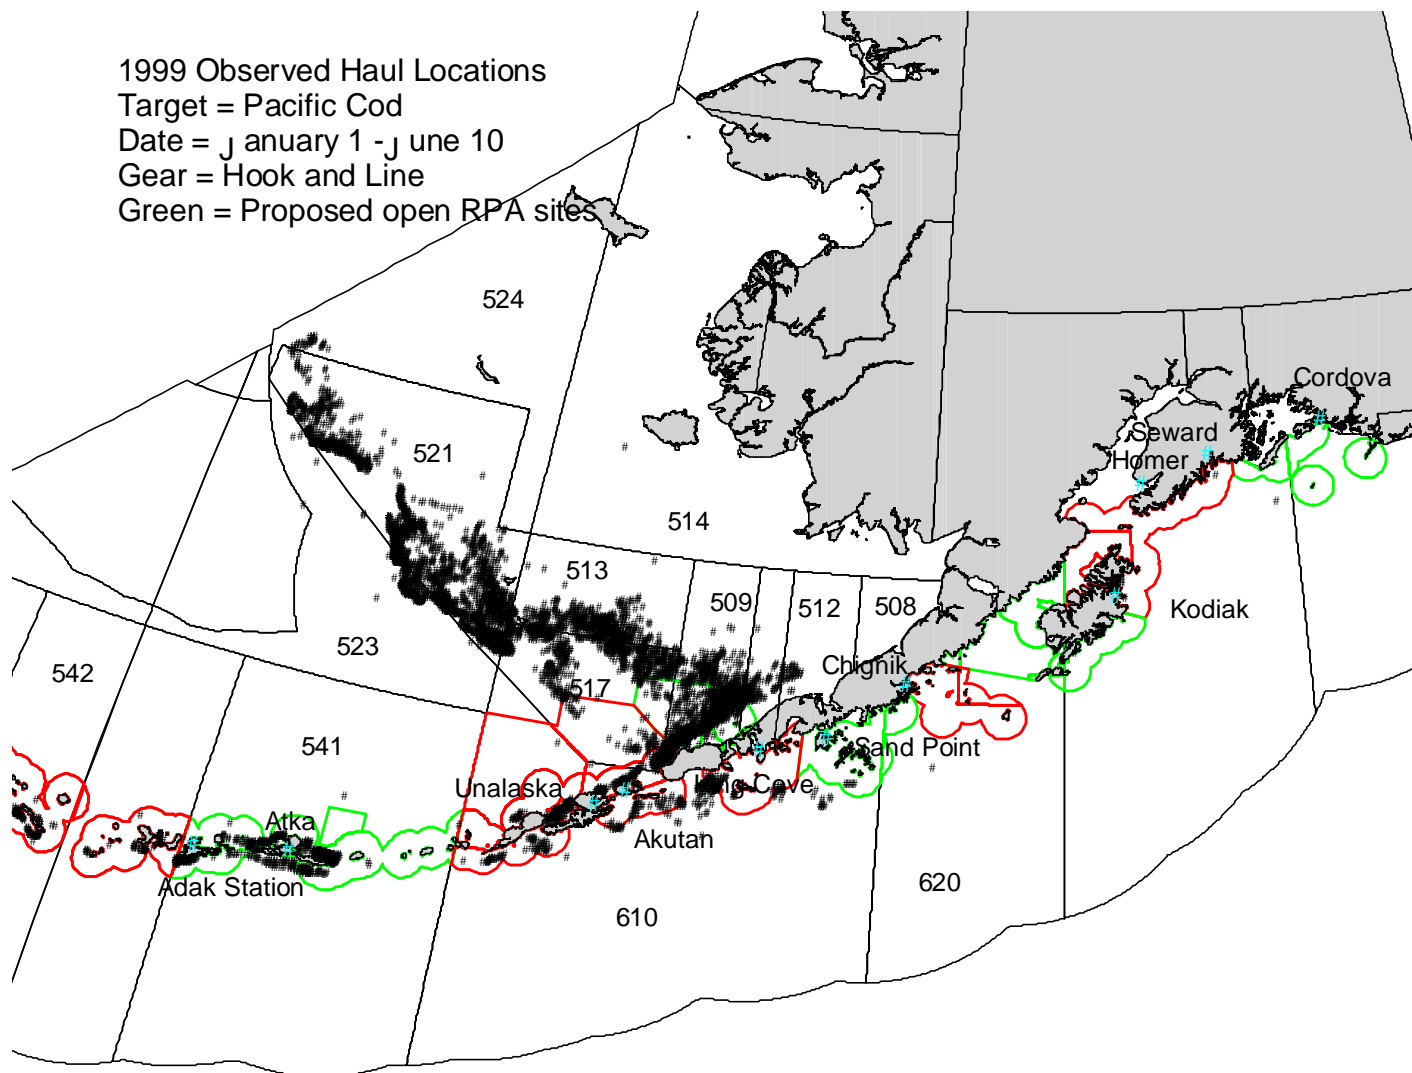 1999 Observed Haul Locations
Target = Pacific Cod
Date = January 1 - June 10
Gear = Hook and Line
Green = Proposed open RPA sites
524
Cordova
Seward
Homer
521
514
513
509
512
508
Kodiak
523
Chignik
542
517
541
Sand Point
Unalaska
King Cove
Atka
Akutan
Adak Station
620
610